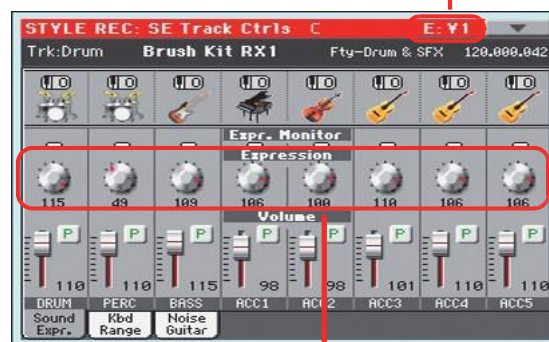 STYLE REC: SE Track Ctrls C E: V1
Trk:Drum Brush Kit RX1 Fty-Drum & SFX 120.000.042
Expr. Monitor
Expression
115 49 109 106 100 110 106 106
Volume
P P P P P P P P
110 110 115 98 98 101 110 110
DRUM PERC BASS ACC1 ACC2 ACC3 ACC4 ACC5
Sound Expr. Kbd Range Noise Guitar